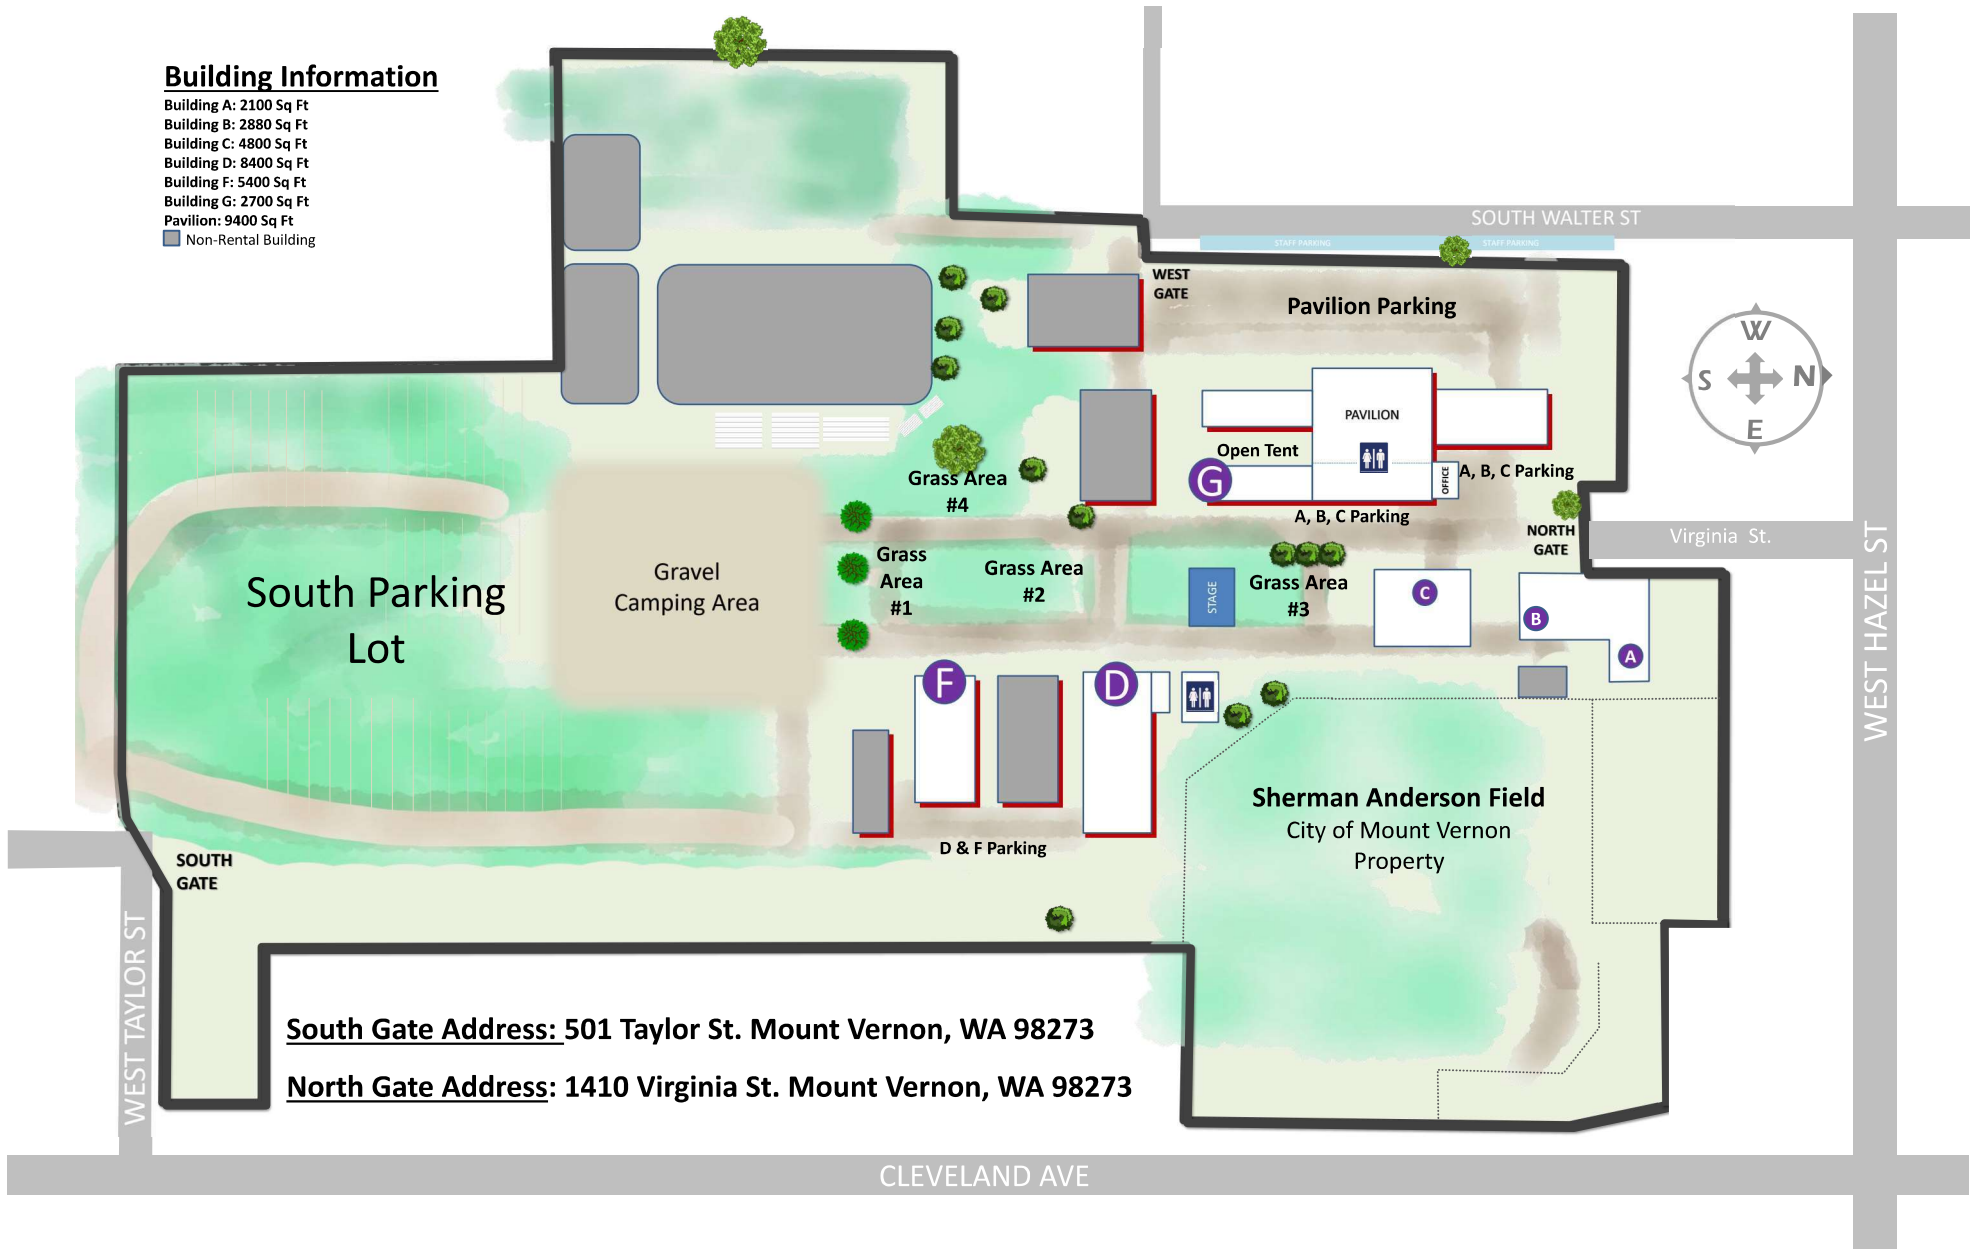 Building Information
Building A: 2100 Sq Ft
Building B: 2880 Sq Ft
Building C: 4800 Sq Ft
Building D: 8400 Sq Ft
Building F: 5400 Sq Ft
Building G: 2700 Sq Ft
Pavilion: 9400 Sq Ft
Non-Rental Building
SOUTH WALTER ST
STAFF PARKING
STAFF PARKING
WEST
GATE
Pavilion Parking
W
S
N
E
PAVILION
Open Tent
G
OFFICE
A, B, C Parking
A, B, C Parking
NORTH
GATE
Virginia St.
WEST HAZEL ST
Grass Area
#4
Grass
Area
#1
Grass Area
#2
STAGE
Grass Area
#3
C
B
A
South Parking
Lot
Gravel
Camping Area
F
D
D & F Parking
Sherman Anderson Field
City of Mount Vernon
Property
SOUTH
GATE
WEST TAYLOR ST
South Gate Address: 501 Taylor St. Mount Vernon, WA 98273
North Gate Address: 1410 Virginia St. Mount Vernon, WA 98273
CLEVELAND AVE